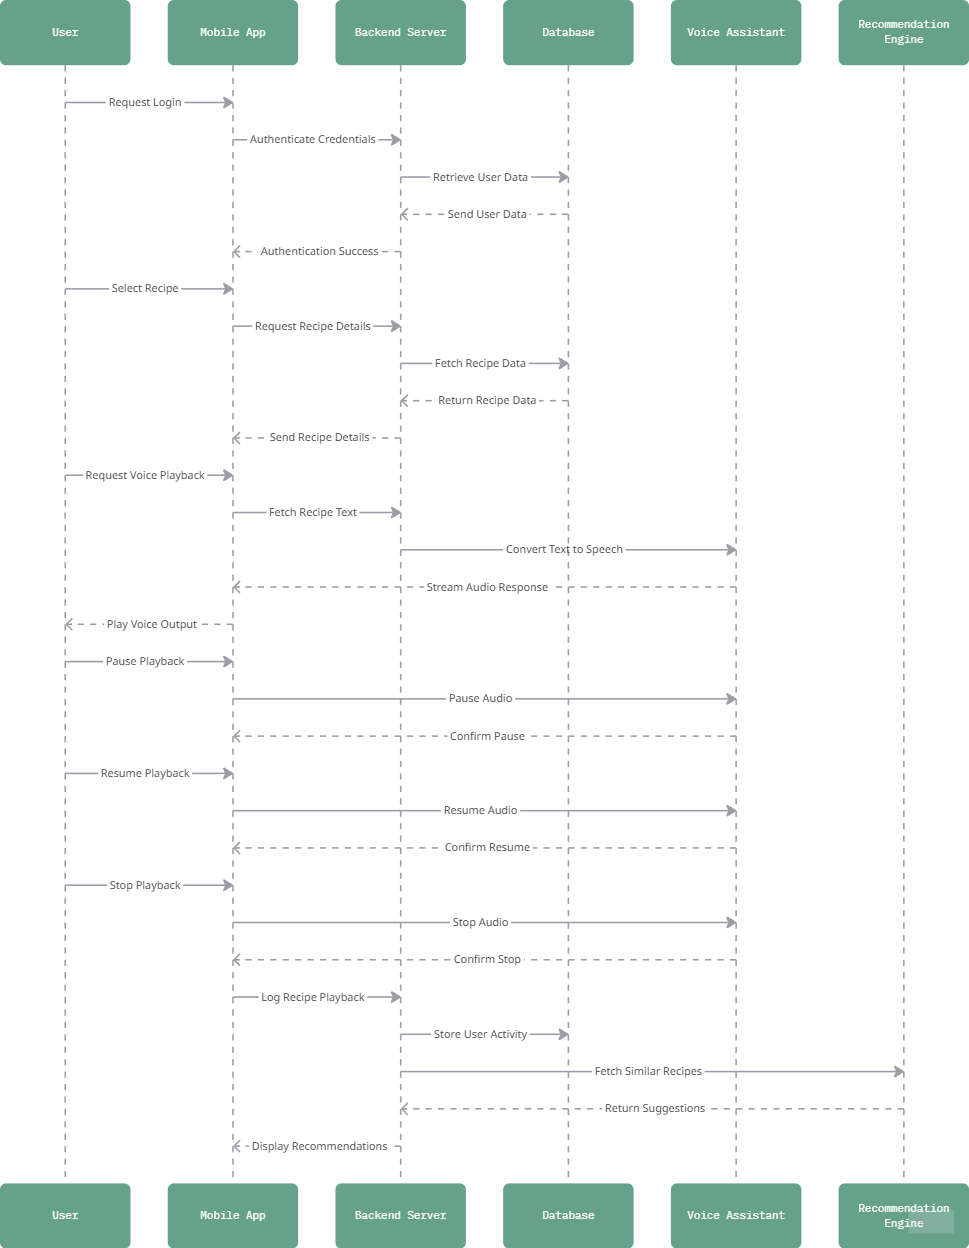 User
Mobile App
Backend Server
Database
Voice Assistant
Recommendation
Engine
Request Login
Authenticate Credentials
Retrieve User Data
Send User Data
Authentication Success
Select Recipe
Request Recipe Details
Fetch Recipe Data
Return Recipe Data
Send Recipe Details
Request Voice Playback
Fetch Recipe Text
Convert Text to Speech
Stream Audio Response
Play Voice Output
Pause Playback
Pause Audio
Confirm Pause
Resume Playback
Resume Audio
Confirm Resume
Stop Playback
Stop Audio
Confirm Stop
Log Recipe Playback
Store User Activity
Fetch Similar Recipes
Return Suggestions
Display Recommendations
User
Mobile App
Backend Server
Database
Voice Assistant
Recommendation
Engine